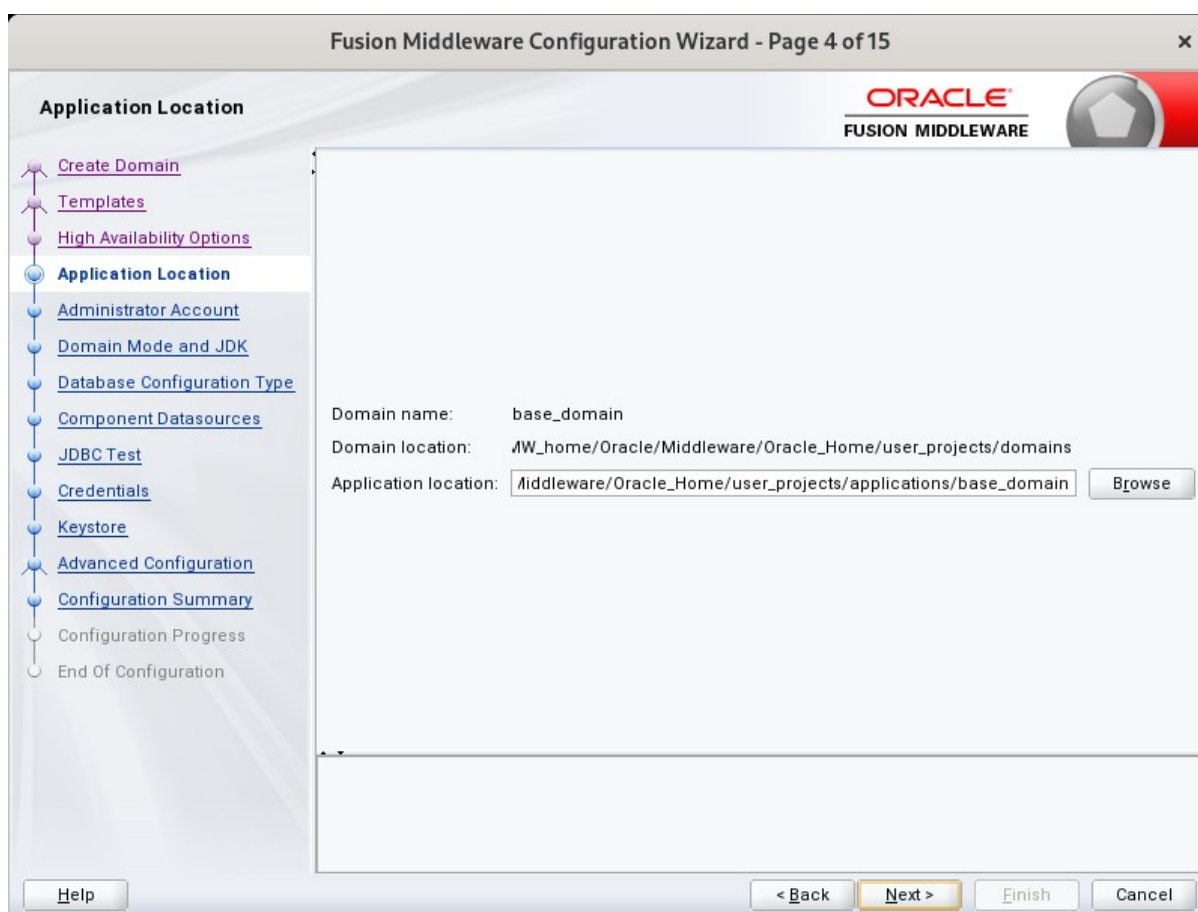 Fusion Middleware Configuration Wizard - Page 4 of 15
×
Application Location
ORACLE
FUSION MIDDLEWARE
Create Domain
Templates
High Availability Options
Application Location
Administrator Account
Domain Mode and JDK
Database Configuration Type
Component Datasources
JDBC Test
Credentials
Keystore
Advanced Configuration
Configuration Summary
Configuration Progress
End Of Configuration
Domain name: base_domain
Domain location: MW_home/Oracle/Middleware/Oracle_Home/user_projects/domains
Application location: Middleware/Oracle_Home/user_projects/applications/base_domain Browse
Help < Back Next > Finish Cancel